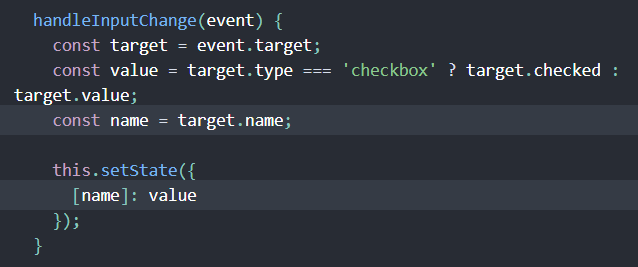 handleInputChange(event) {
const target = event.target;
const value = target.type === 'checkbox' ? target.checked :
target.value;
const name = target.name;
this.setState({
[name]: value
});
}